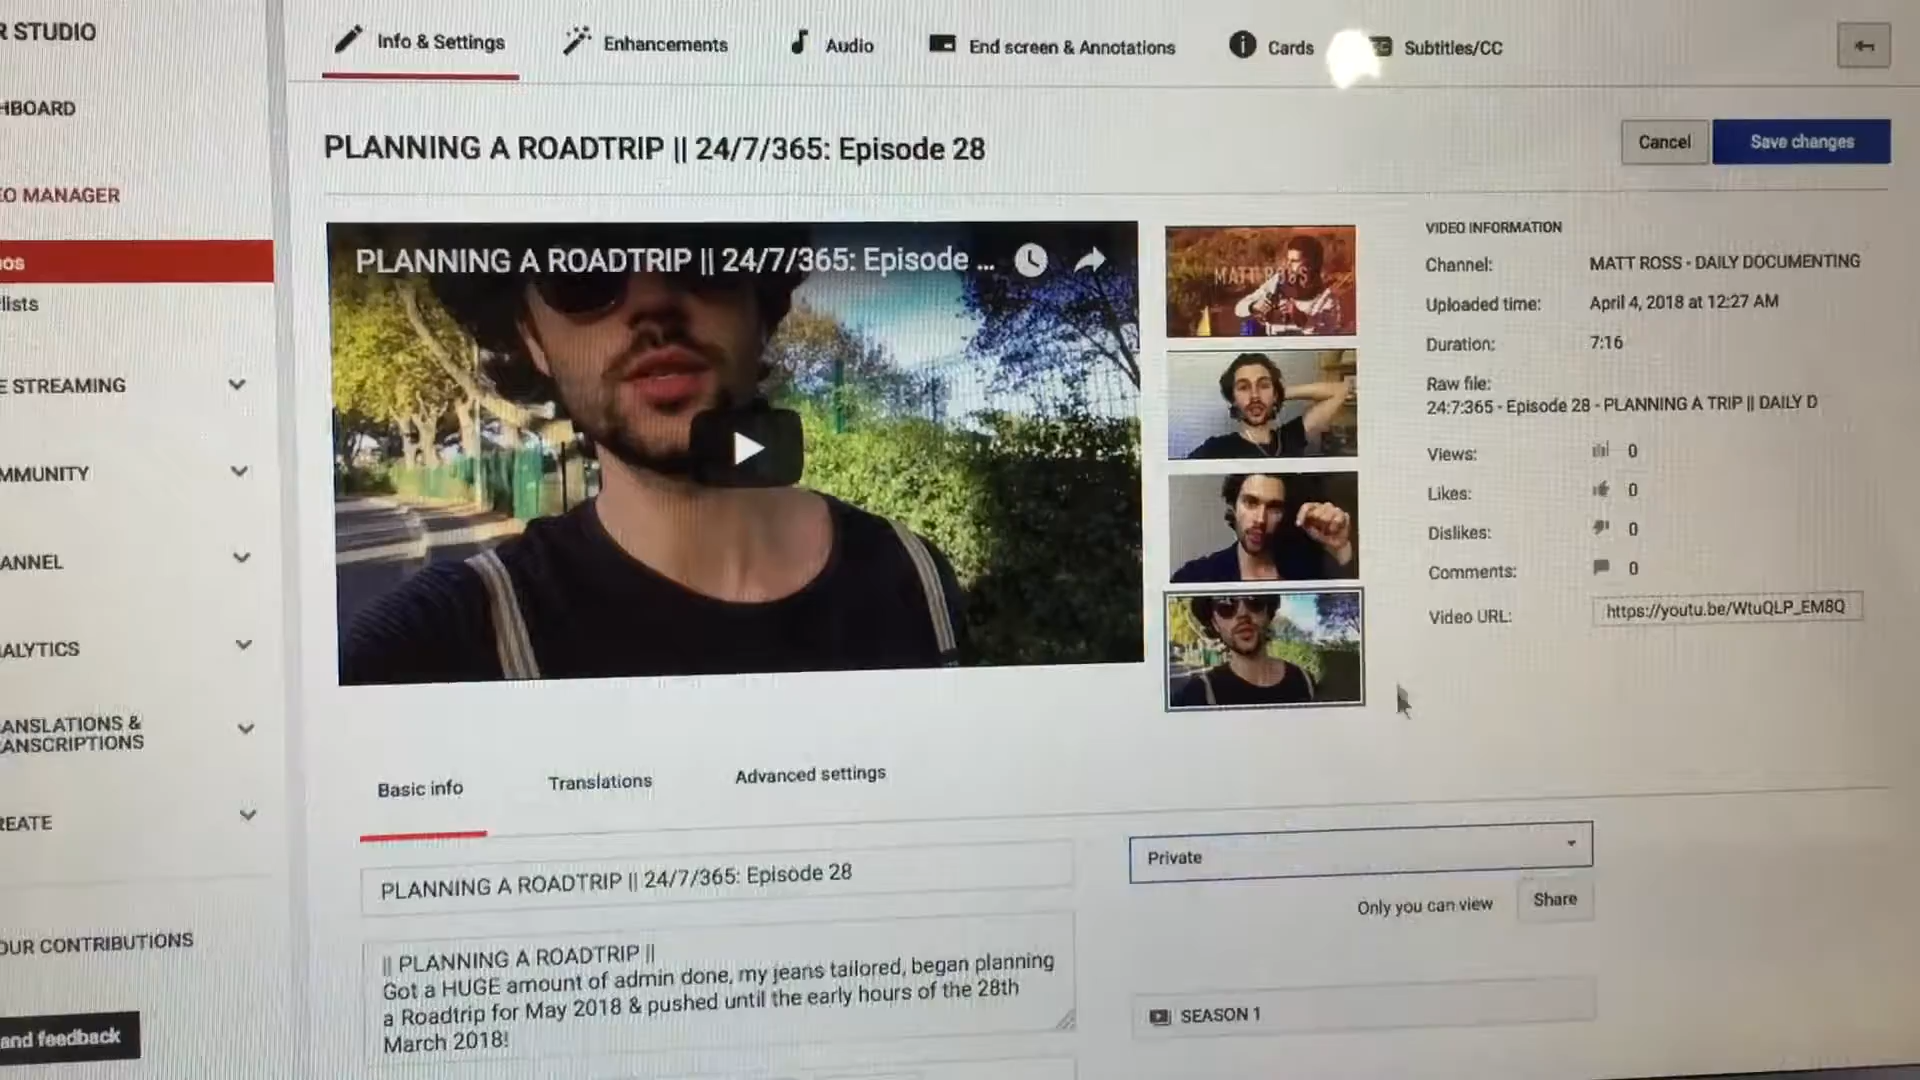 R STUDIO
Info & Settings
Enhancements
Audio
End screen & Annotations
Cards
Subtitles/CC
HBOARD
EO MANAGER
os
lists
E STREAMING
MMUNITY
ANNEL
ALYTICS
ANSLATIONS &
ANSCRIPTIONS
REATE
OUR CONTRIBUTIONS
and feedback
PLANNING A ROADTRIP || 24/7/365: Episode 28
Cancel
Save changes
PLANNING A ROADTRIP || 24/7/365: Episode ...
MATT ROSS
VIDEO INFORMATION
Channel: MATT ROSS - DAILY DOCUMENTING
Uploaded time: April 4, 2018 at 12:27 AM
Duration: 7:16
Raw file:
24:7:365 - Episode 28 - PLANNING A TRIP || DAILY D
Views: 0
Likes: 0
Dislikes: 0
Comments: 0
Video URL: https://youtu.be/WtuQLP_EM8Q
Basic info
Translations
Advanced settings
PLANNING A ROADTRIP || 24/7/365: Episode 28
|| PLANNING A ROADTRIP ||
Got a HUGE amount of admin done, my jeans tailored, began planning
a Roadtrip for May 2018 & pushed until the early hours of the 28th
March 2018!
Private
Only you can view
Share
SEASON 1